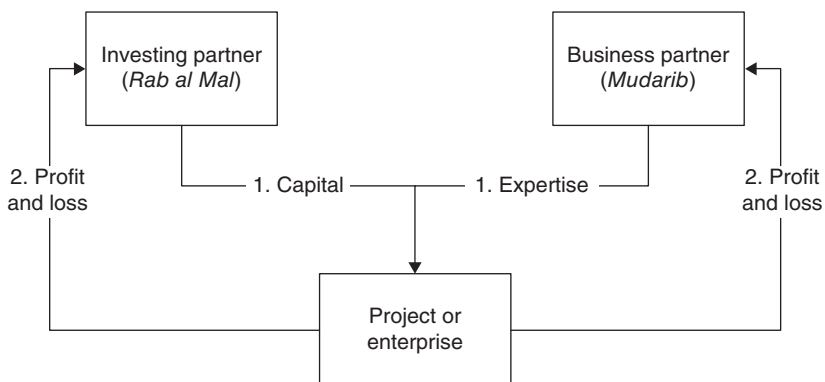 Investing partner
(Rab al Mal)
Business partner
(Mudarib)
2. Profit
and loss
1. Capital
1. Expertise
2. Profit
and loss
Project or
enterprise